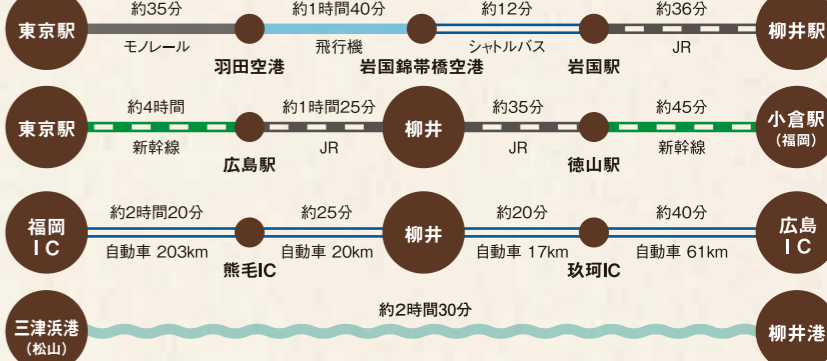 東京駅
約35分
モノレール
羽田空港
約1時間40分
飛行機
岩国錦帯橋空港
約12分
シャトルバス
岩国駅
約36分
JR
柳井駅
東京駅
約4時間
新幹線
広島駅
約1時間25分
JR
柳井
約35分
JR
徳山駅
約45分
新幹線
小倉駅
(福岡)
福岡
IC
約2時間20分
自動車 203km
熊毛IC
約25分
自動車 20km
柳井
約20分
自動車 17km
玖珂IC
約40分
自動車 61km
広島
IC
三津浜港
(松山)
約2時間30分
柳井港